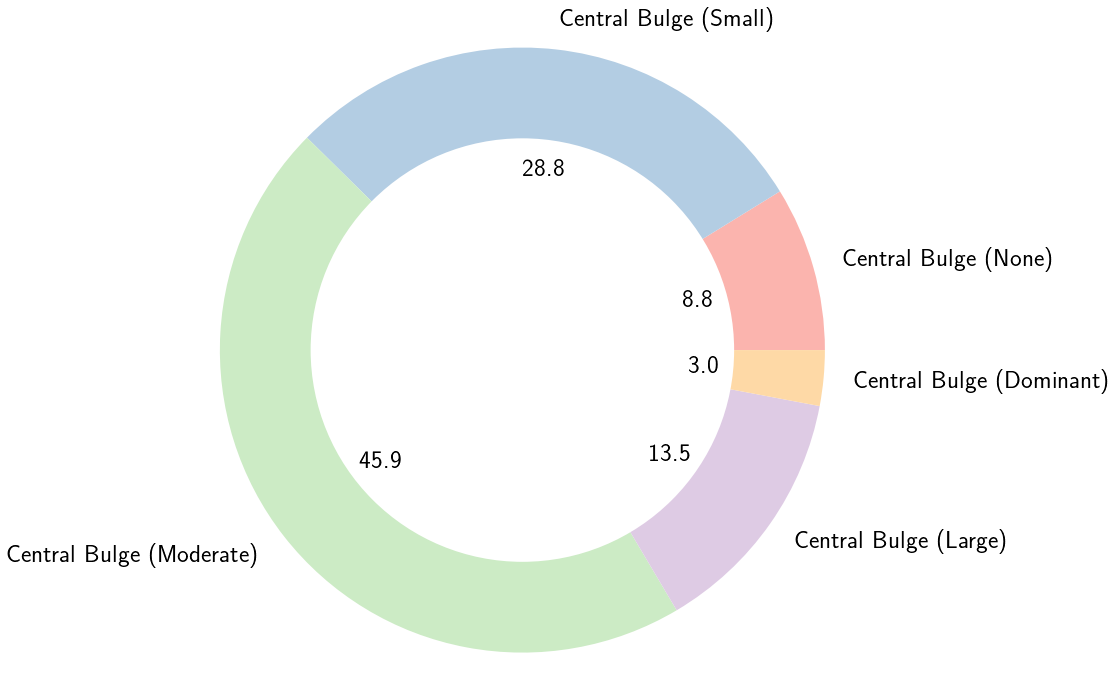 Central Bulge (Small)
28.8
Central Bulge (None)
8.8
3.0
Central Bulge (Dominant)
13.5
45.9
Central Bulge (Large)
Central Bulge (Moderate)